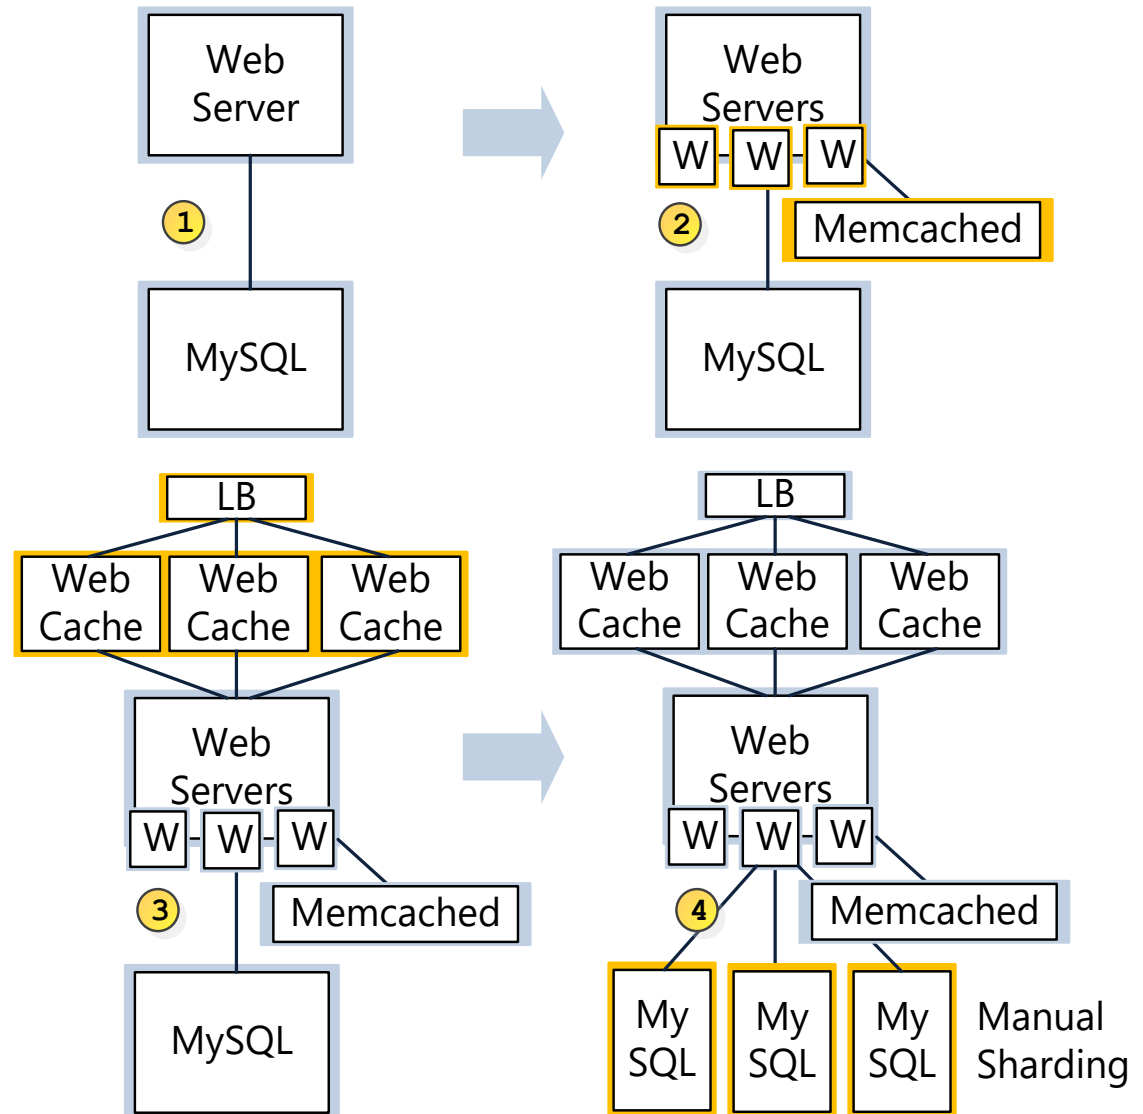 Web
Server
1
MySQL
Web
Servers
W
W
W
2
Memcached
MySQL
LB
Web
Cache
Web
Cache
Web
Cache
Web
Servers
W
W
W
3
Memcached
MySQL
LB
Web
Cache
Web
Cache
Web
Cache
Web
Servers
W
W
W
4
Memcached
My
SQL
My
SQL
My
SQL
Manual
Sharding